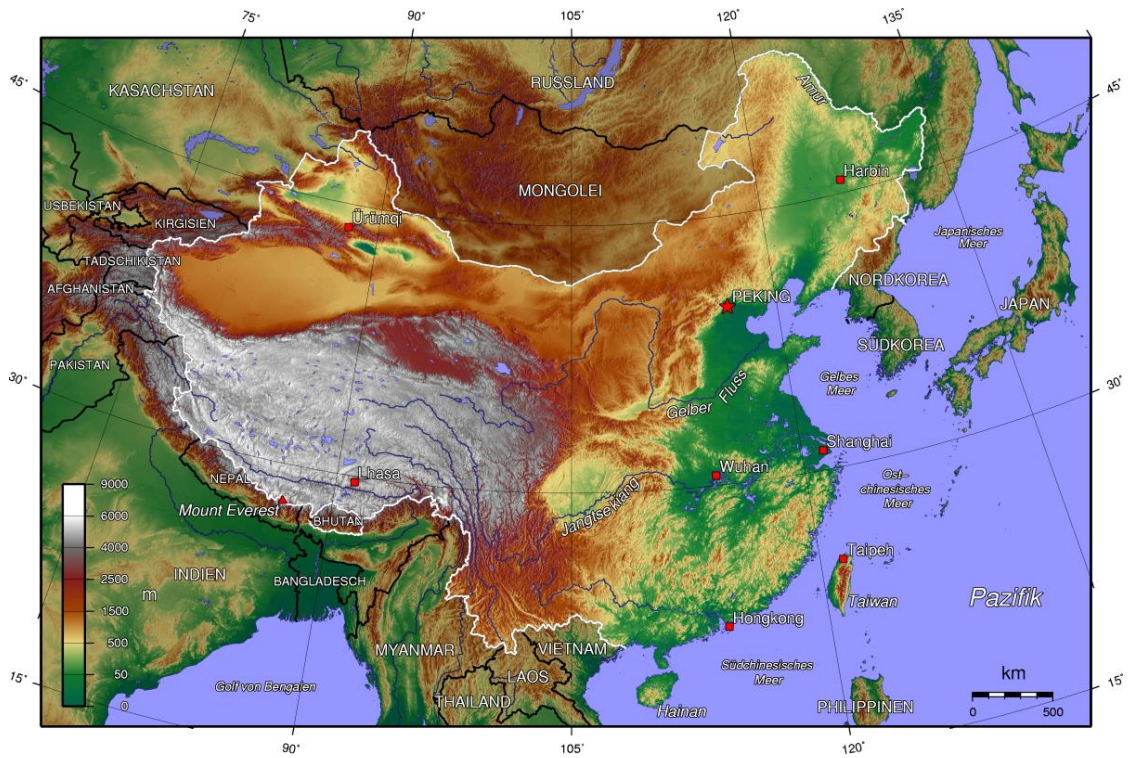 75°
90°
105°
120°
135°
45°
45°
KASACHSTAN
RUSSLAND
Amur
MONGOLEI
Harbin
USBEKISTAN
KIRGISIEN
Ürümqi
Japanisches
Meer
TADSCHIKISTAN
AFGHANISTAN
NORDKOREA
PEKING
JAPAN
SÜDKOREA
PAKISTAN
Gelbes
Meer
30°
30°
Gelber Fluss
Shanghai
Wuhan
Lhasa
Ost-
chinesisches
Meer
NEPAL
Mount Everest
BHUTAN
Jangtsekiang
9000
6000
4000
2500
1500
500
50
0
m
INDIEN
BANGLADESCH
Taipeh
Taiwan
Pazifik
Hongkong
MYANMAR
VIETNAM
LAOS
THAILAND
Südchinesisches
Meer
Golf von Bengalen
Hainan
PHILIPPINEN
km
0
500
15°
15°
90°
105°
120°